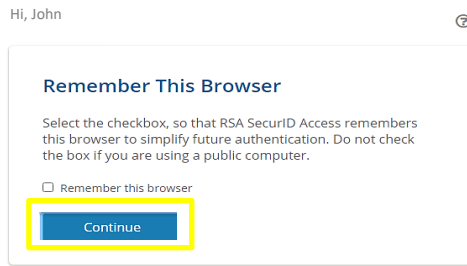 Hi, John
?
Remember This Browser
Select the checkbox, so that RSA SecurID Access remembers
this browser to simplify future authentication. Do not check
the box if you are using a public computer.
Remember this browser
Continue